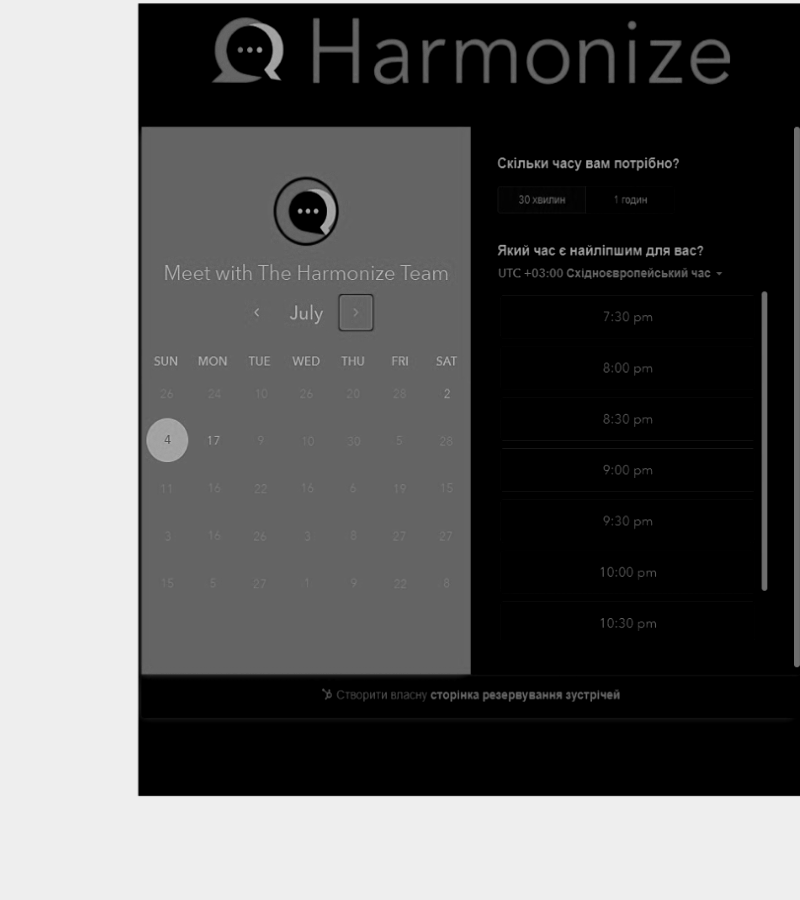 Harmonize
Meet with The Harmonize Team
July
SUN MON TUE WED THU FRI SAT
26 24 10 26 20 28 2
4 17 9 10 30 5 28
11 16 22 16 6 19 15
3 16 26 3 8 27 27
15 5 27 1 9 22 8
Скільки часу вам потрібно?
30 хвилин 1 годин
Який час є найліпшим для вас?
UTC +03:00 Східноєвропейський час
7:30 pm
8:00 pm
8:30 pm
9:00 pm
9:30 pm
10:00 pm
10:30 pm
Створити власну сторінка резервування зустрічей